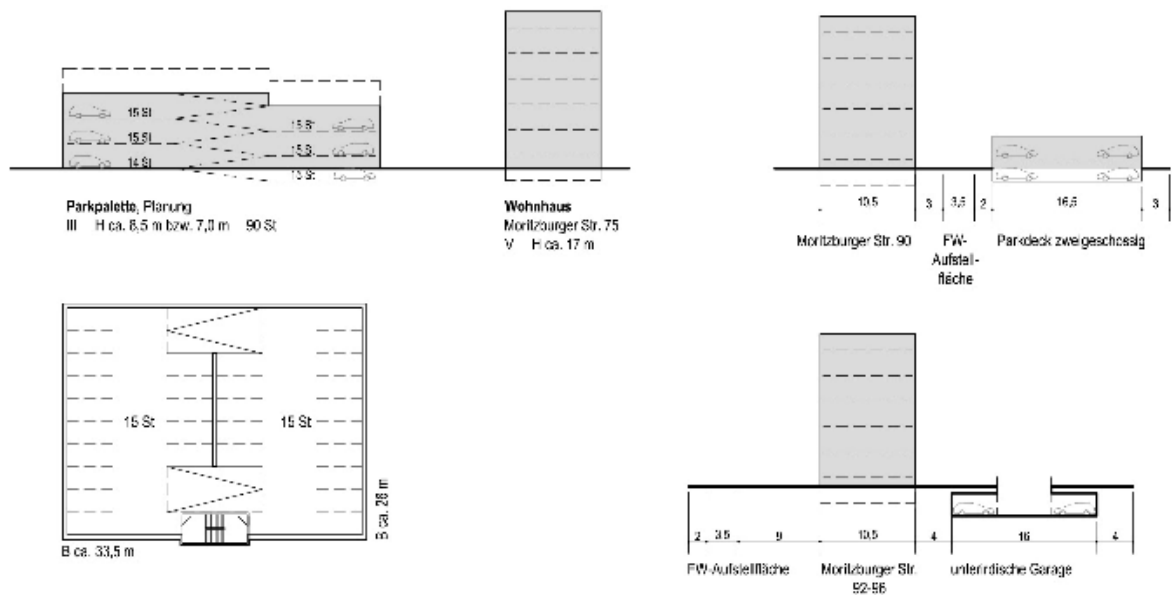 15 St
15 St
15 St
15 St
14 St
15 St
Parkpalette, Planung
III H ca. 8,5 m bzw. 7,0 m 90 St
Wohnhaus
Moritzburger Str. 75
V H ca. 17 m
10,5 3 3,5 2 16,5 3
Moritzburger Str. 90
FW-
Aufstell-
fläche
Parkdeck zweigeschossig
15 St
15 St
B ca. 26 m
B ca. 33,5 m
2 3,5 9 10,5 4 16 4
FW-Aufstellfläche
Moritzburger Str.
92-96
unterirdische Garage